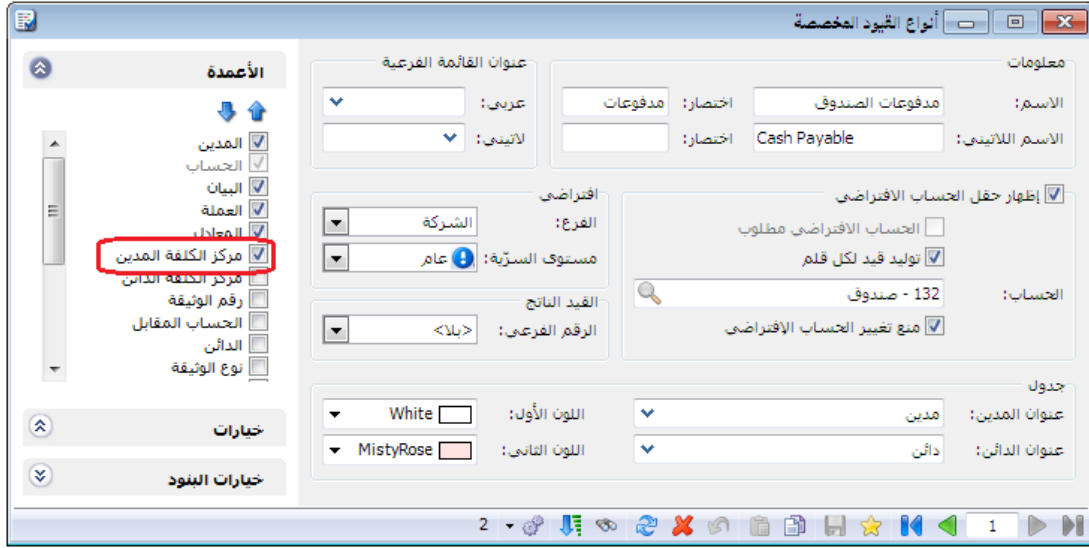 أنواع القيود المخصصة
معلومات
الاسم: مدفوعات الصندوق اختصار: مدفوعات
الاسم اللاتيني: Cash Payable اختصار:
عنوان القائمة الفرعية
عربي:
لاتيني:
إظهار حقل الحساب الافتراضي
الحساب الافتراضي مطلوب
توليد قيد لكل قلم
الحساب: 132 - صندوق
منع تغيير الحساب الإفتراضي
افتراضي
الفرع: الشركة
مستوى السرّية: عام
القيد الناتج
الرقم الفرعي: <بلا>
جدول
عنوان المدين: مدين
اللون الأول: White
عنوان الدائن: دائن
اللون الثاني: MistyRose
الأعمدة
المدين
الحساب
البيان
العملة
المعادل
مركز الكلفة المدين
مركز الكلفة الدائن
رقم الوثيقة
الحساب المقابل
الدائن
نوع الوثيقة
خيارات
خيارات البنود
1
2